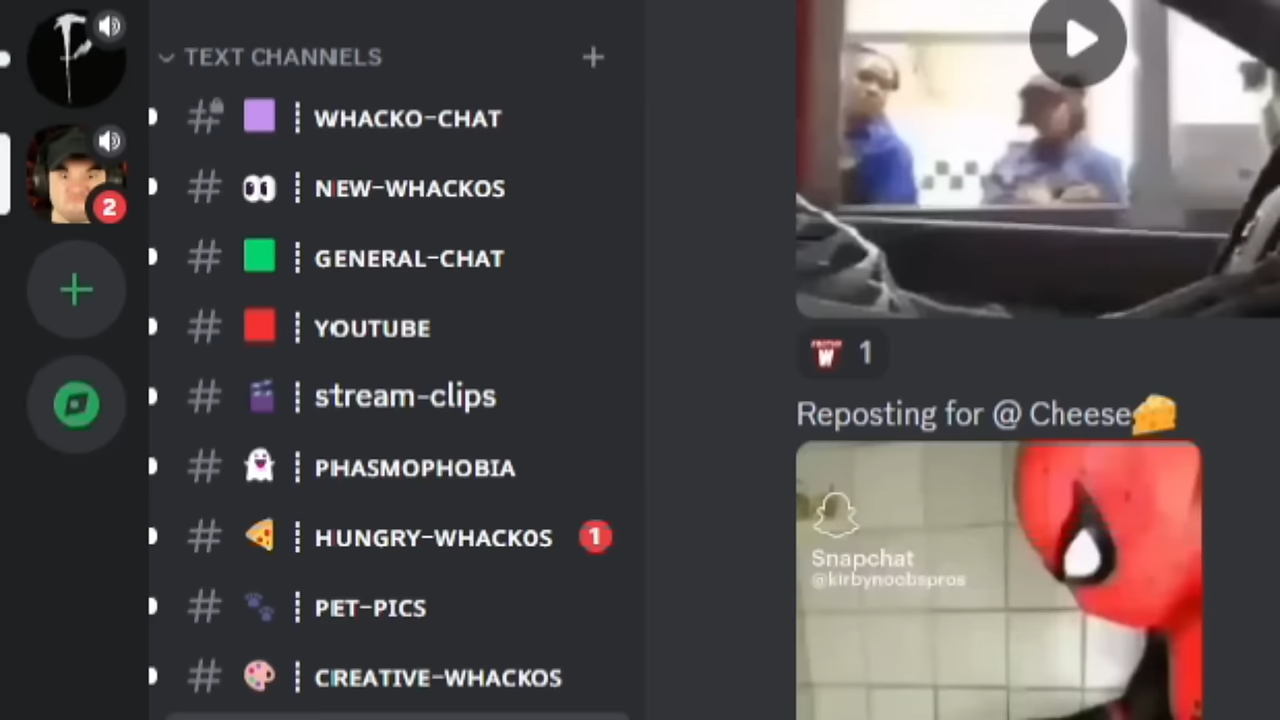 TEXT CHANNELS
WHACKO-CHAT
NEW-WHACKOS
GENERAL-CHAT
YOUTUBE
stream-clips
PHASMOPHOBIA
HUNGRY-WHACKOS 1
PET-PICS
CREATIVE-WHACKOS
2
W 1
Reposting for @ Cheese
Snapchat
@kirbynoobspros